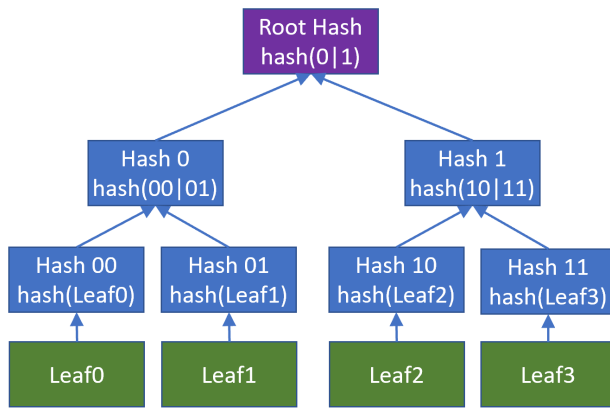 Root Hash
hash(0|1)
Hash 0
hash(00|01)
Hash 1
hash(10|11)
Hash 00
hash(Leaf0)
Hash 01
hash(Leaf1)
Hash 10
hash(Leaf2)
Hash 11
hash(Leaf3)
Leaf0
Leaf1
Leaf2
Leaf3